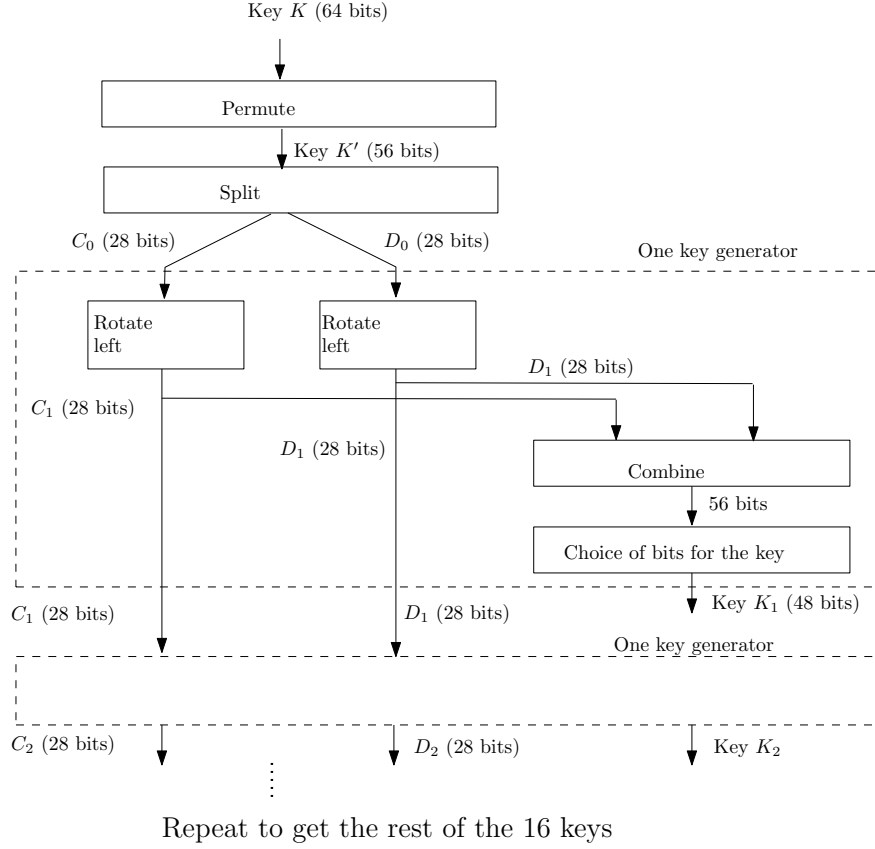 Key K (64 bits)
Permute
Key K′ (56 bits)
Split
C₀ (28 bits)
D₀ (28 bits)
One key generator
Rotate
left
Rotate
left
D₁ (28 bits)
C₁ (28 bits)
D₁ (28 bits)
Combine
56 bits
Choice of bits for the key
Key K₁ (48 bits)
C₁ (28 bits)
D₁ (28 bits)
One key generator
C₂ (28 bits)
D₂ (28 bits)
Key K₂
Repeat to get the rest of the 16 keys